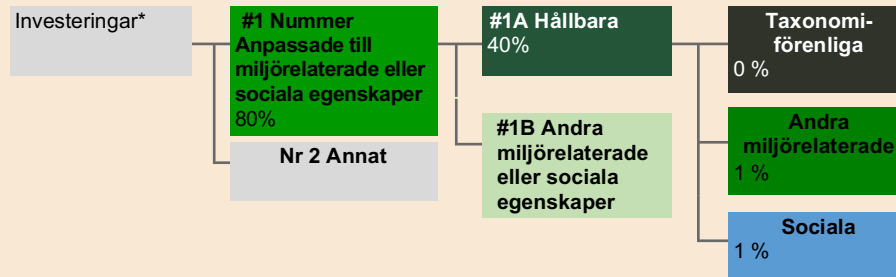 Investeringar*
#1 Nummer
Anpassade till
miljörelaterade eller
sociala egenskaper
80%
Nr 2 Annat
#1A Hållbara
40%
#1B Andra
miljörelaterade
eller sociala
egenskaper
Taxonomi-
förenliga
0 %
Andra
miljörelaterade
1 %
Sociala
1 %